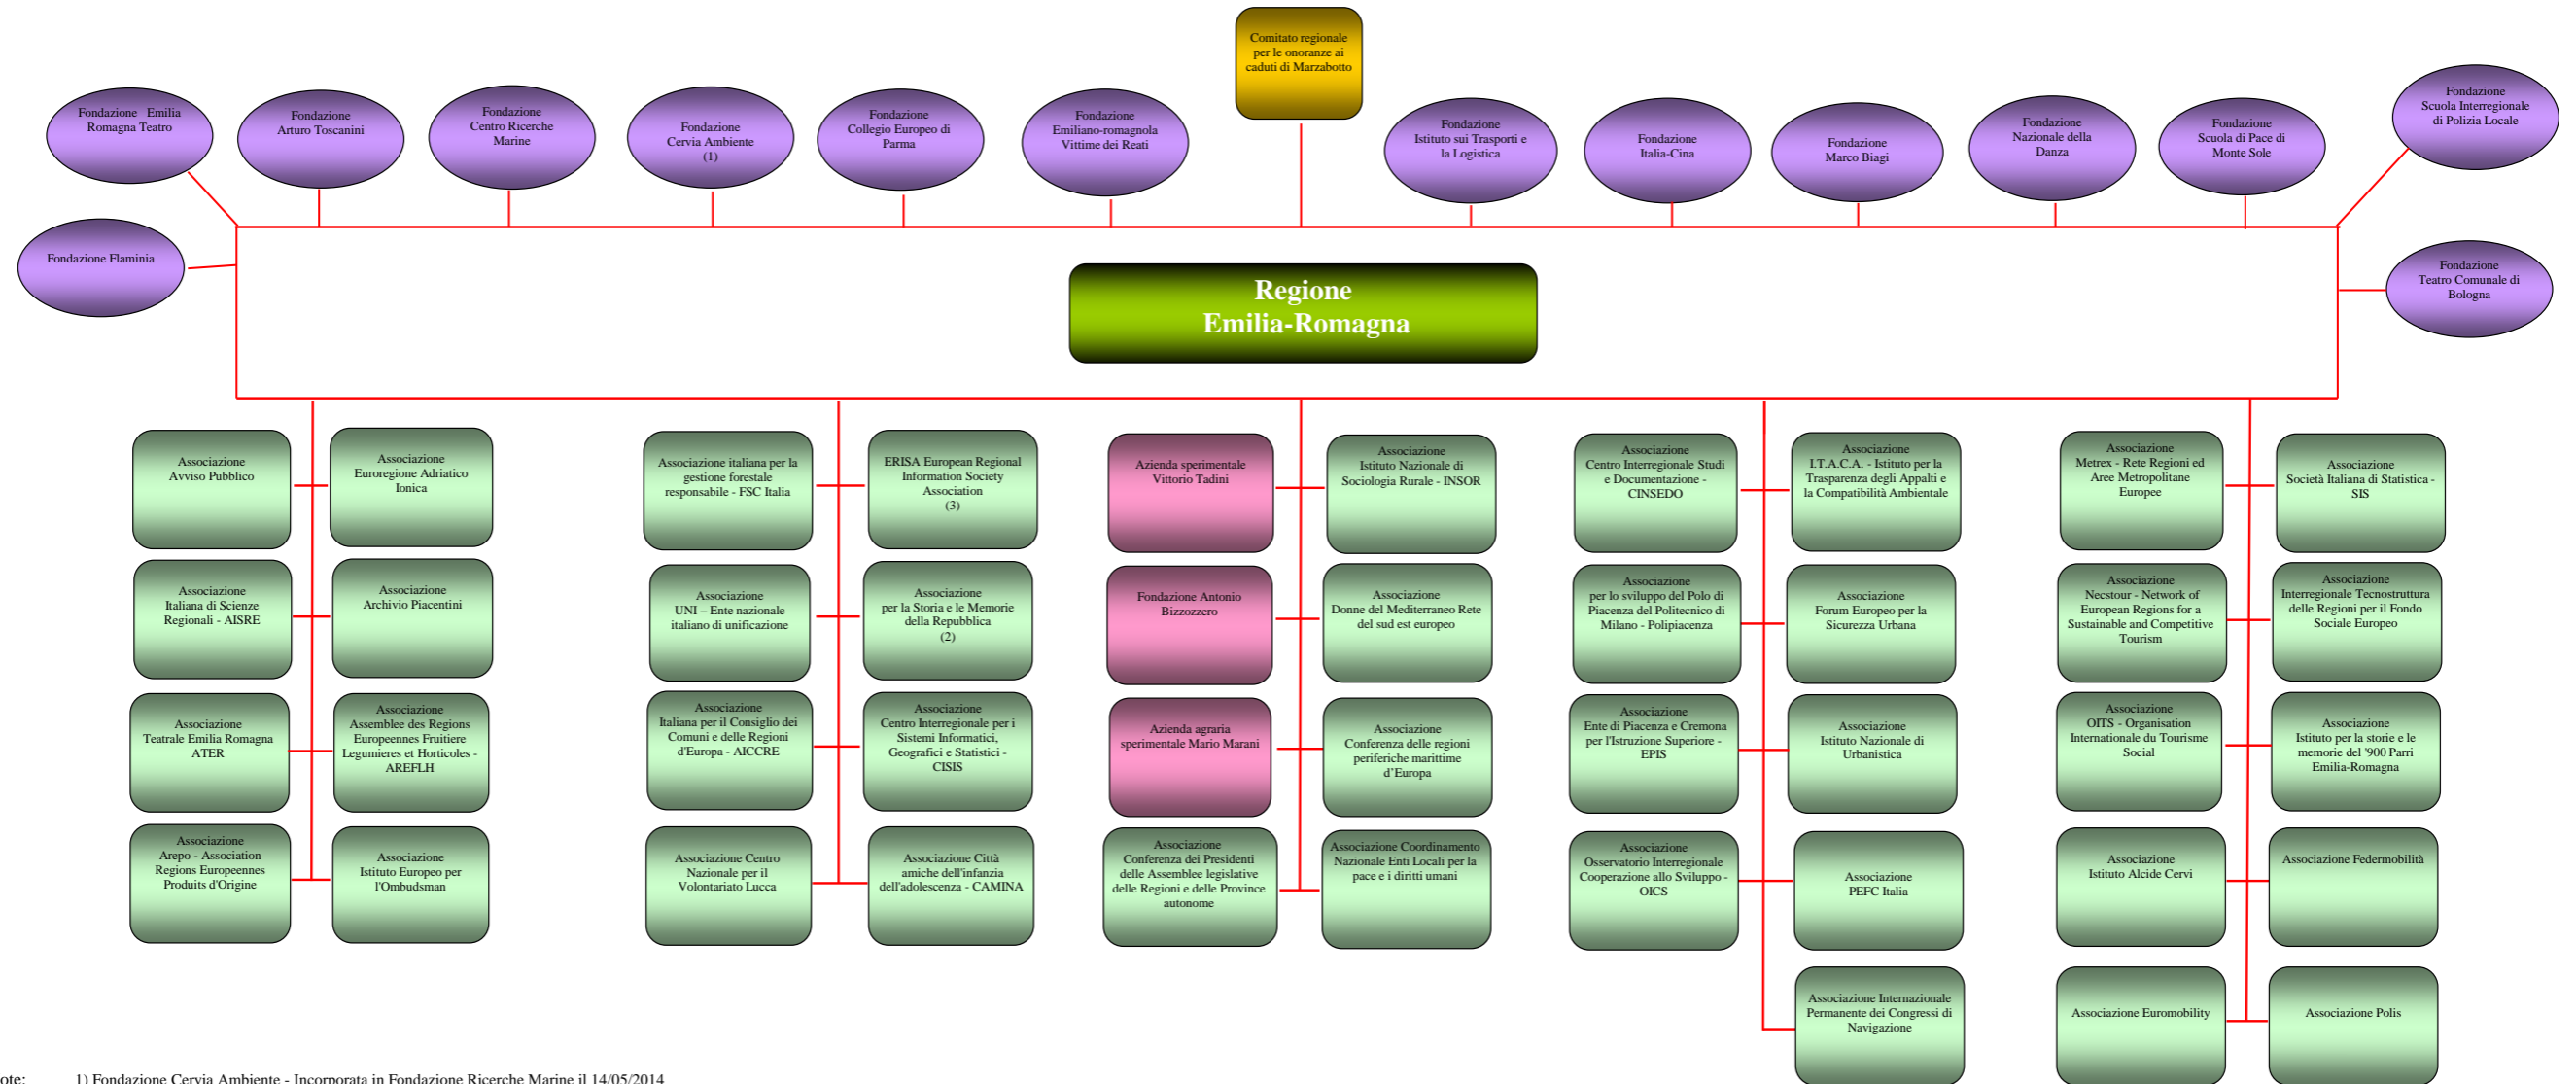 Comitato regionale
per le onoranze ai
caduti di Marzabotto
Fondazione Emilia
Romagna Teatro
Fondazione
Arturo Toscanini
Fondazione
Centro Ricerche
Marine
Fondazione
Cervia Ambiente
(1)
Fondazione
Collegio Europeo di
Parma
Fondazione
Emiliano-romagnola
Vittime dei Reati
Fondazione
Istituto sui Trasporti e
la Logistica
Fondazione
Italia-Cina
Fondazione
Marco Biagi
Fondazione
Nazionale della
Danza
Fondazione
Scuola di Pace di
Monte Sole
Fondazione
Scuola Interregionale
di Polizia Locale
Fondazione Flaminia
Regione
Emilia-Romagna
Fondazione
Teatro Comunale di
Bologna
Associazione
Avviso Pubblico
Associazione
Euroregione Adriatico
Ionica
Associazione italiana per la
gestione forestale
responsabile - FSC Italia
ERISA European Regional
Information Society
Association
(3)
Azienda sperimentale
Vittorio Tadini
Associazione
Istituto Nazionale di
Sociologia Rurale - INSOR
Associazione
Centro Interregionale Studi
e Documentazione -
CINSEDO
Associazione
I.T.A.C.A. - Istituto per la
Trasparenza degli Appalti e
la Compatibilità Ambientale
Associazione
Metrex - Rete Regioni ed
Aree Metropolitane
Europee
Associazione
Società Italiana di Statistica -
SIS
Associazione
Italiana di Scienze
Regionali - AISRE
Associazione
Archivio Piacentini
Associazione
UNI – Ente nazionale
italiano di unificazione
Associazione
per la Storia e le Memorie
della Repubblica
(2)
Fondazione Antonio
Bizzozzero
Associazione
Donne del Mediterraneo Rete
del sud est europeo
Associazione
per lo sviluppo del Polo di
Piacenza del Politecnico di
Milano - Polipiacenza
Associazione
Forum Europeo per la
Sicurezza Urbana
Associazione
Necstour - Network of
European Regions for a
Sustainable and Competitive
Tourism
Associazione
Interregionale Tecnostruttura
delle Regioni per il Fondo
Sociale Europeo
Associazione
Teatrale Emilia Romagna
ATER
Associazione
Assemblee des Regions
Europeennes Fruitiere
Legumieres et Horticoles -
AREFLH
Associazione
Italiana per il Consiglio dei
Comuni e delle Regioni
d'Europa - AICCRE
Associazione
Centro Interregionale per i
Sistemi Informatici,
Geografici e Statistici -
CISIS
Azienda agraria
sperimentale Mario Marani
Associazione
Conferenza delle regioni
periferiche marittime
d’Europa
Associazione
Ente di Piacenza e Cremona
per l'Istruzione Superiore -
EPIS
Associazione
Istituto Nazionale di
Urbanistica
Associazione
OITS - Organisation
Internationale du Tourisme
Social
Associazione
Istituto per la storie e le
memorie del '900 Parri
Emilia-Romagna
Associazione
Arepo - Association
Regions Europeennes
Produits d'Origine
Associazione
Istituto Europeo per
l'Ombudsman
Associazione Centro
Nazionale per il
Volontariato Lucca
Associazione Città
amiche dell'infanzia
dell'adolescenza - CAMINA
Associazione
Conferenza dei Presidenti
delle Assemblee legislative
delle Regioni e delle Province
autonome
Associazione Coordinamento
Nazionale Enti Locali per la
pace e i diritti umani
Associazione
Osservatorio Interregionale
Cooperazione allo Sviluppo -
OICS
Associazione
PEFC Italia
Associazione
Istituto Alcide Cervi
Associazione Federmobilità
Associazione Internazionale
Permanente dei Congressi di
Navigazione
Associazione Euromobility
Associazione Polis
ote: 1) Fondazione Cervia Ambiente - Incorporata in Fondazione Ricerche Marine il 14/05/2014